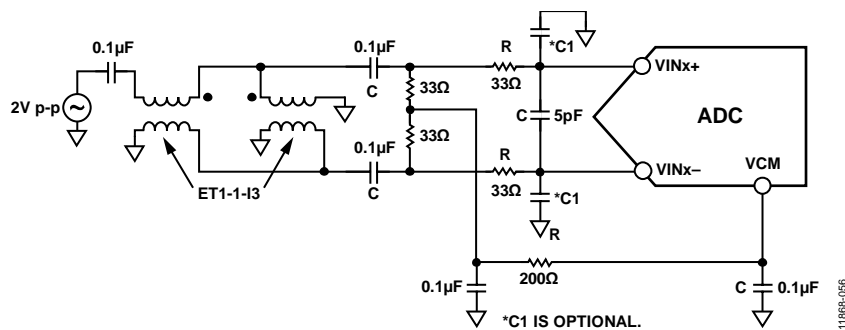 0.1µF
2V p-p
ET1-1-I3
0.1µF
C
0.1µF
C
33Ω
33Ω
R
33Ω
R
33Ω
*C1
C
5pF
*C1
R
VINx+
ADC
VINx–
VCM
200Ω
0.1µF
C
0.1µF
*C1 IS OPTIONAL.
11868-056